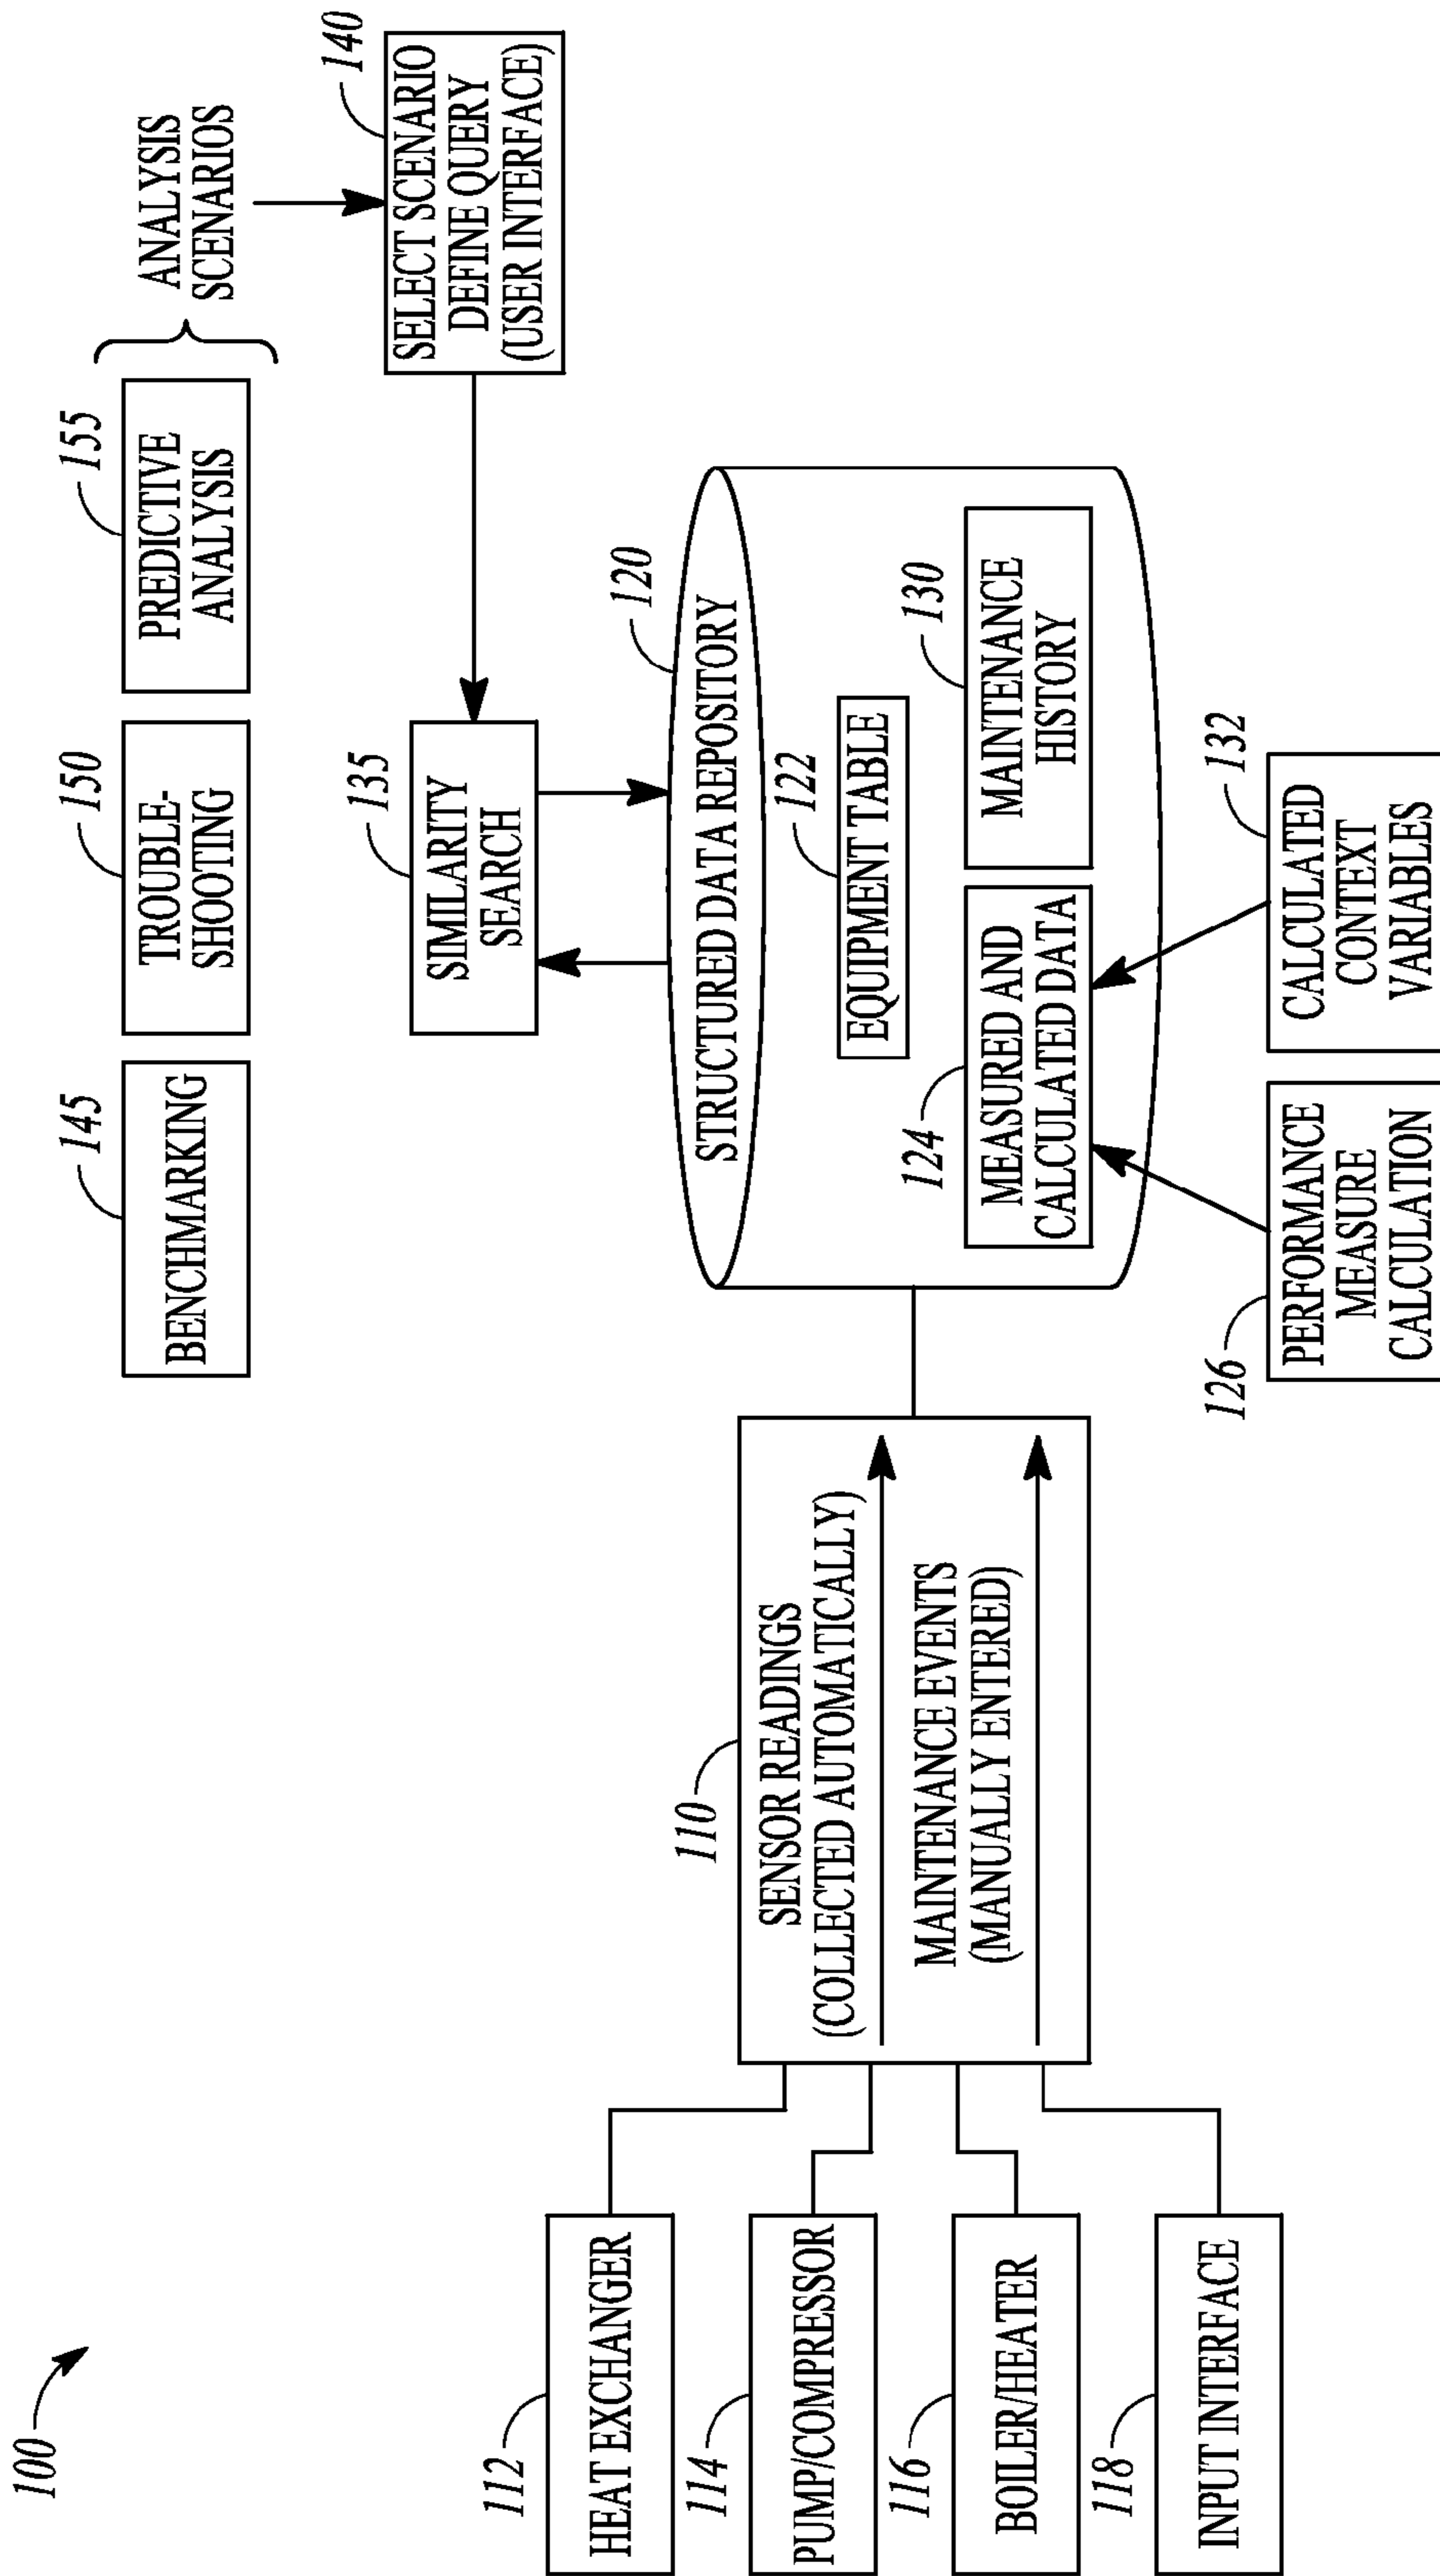 100
145
BENCHMARKING
150
TROUBLE-
SHOOTING
155
PREDICTIVE
ANALYSIS
ANALYSIS
SCENARIOS
140
SELECT SCENARIO
DEFINE QUERY
(USER INTERFACE)
135
SIMILARITY
SEARCH
120
STRUCTURED DATA REPOSITORY
122
EQUIPMENT TABLE
124
MEASURED AND
CALCULATED DATA
130
MAINTENANCE
HISTORY
126
PERFORMANCE
MEASURE
CALCULATION
132
CALCULATED
CONTEXT
VARIABLES
110
SENSOR READINGS
(COLLECTED AUTOMATICALLY)
MAINTENANCE EVENTS
(MANUALLY ENTERED)
112
HEAT EXCHANGER
114
PUMP/COMPRESSOR
116
BOILER/HEATER
118
INPUT INTERFACE